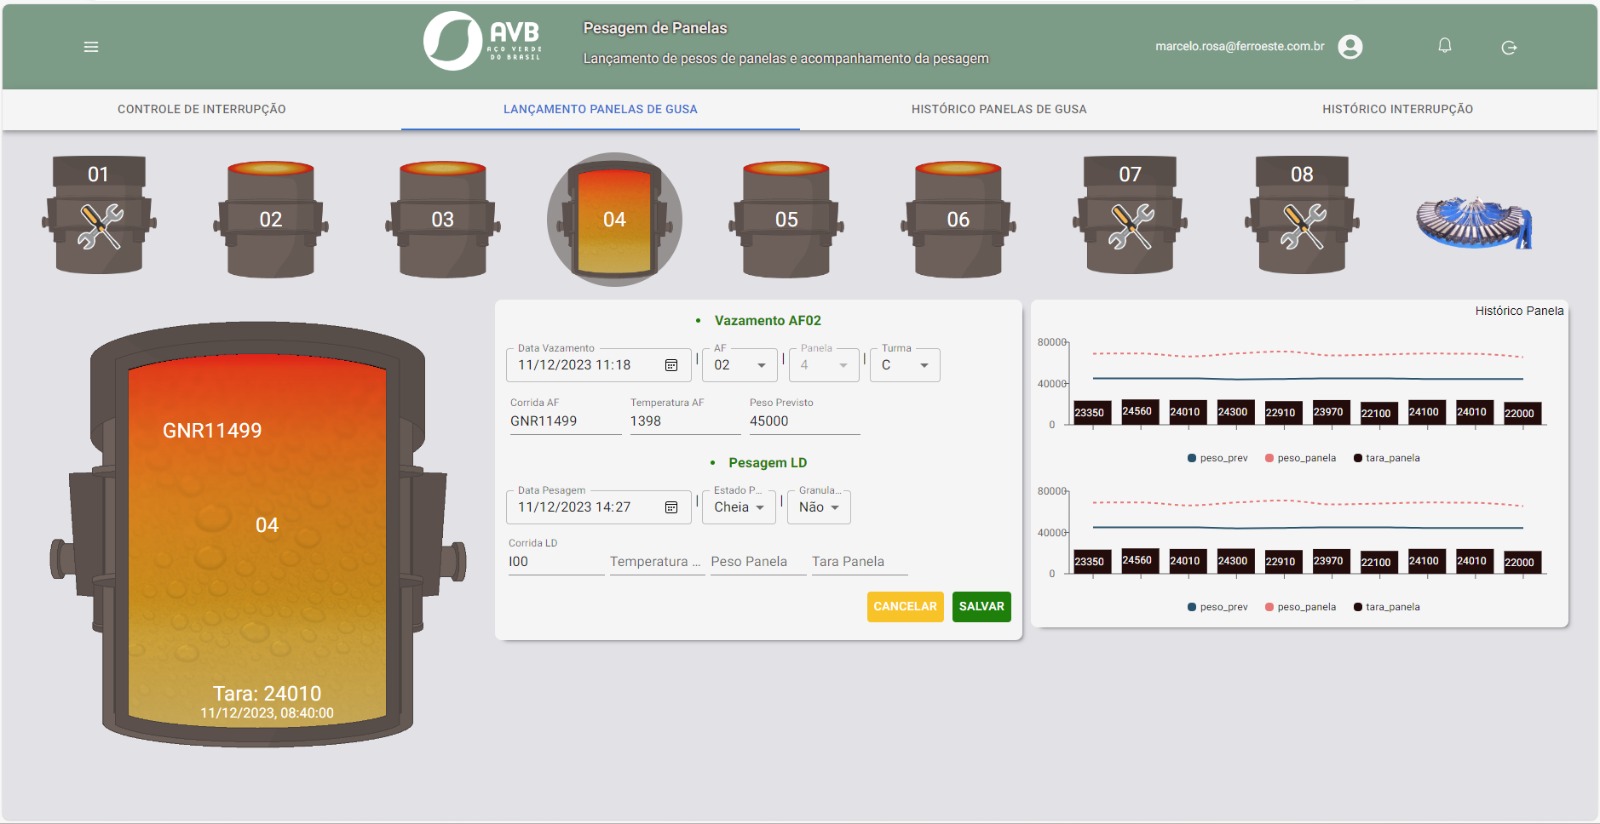 AVB
AÇO VERDE
DO BRASIL
Pesagem de Panelas
Lançamento de pesos de panelas e acompanhamento da pesagem
marcelo.rosa@ferroeste.com.br
CONTROLE DE INTERRUPÇÃO
LANÇAMENTO PANELAS DE GUSA
HISTÓRICO PANELAS DE GUSA
HISTÓRICO INTERRUPÇÃO
01
02
03
04
05
06
07
08
GNR11499
04
Tara: 24010
11/12/2023, 08:40:00
• Vazamento AF02
Data Vazamento
11/12/2023 11:18
|
AF
02
|
Panela
4
|
Turma
C
Corrida AF
GNR11499
Temperatura AF
1398
Peso Previsto
45000
• Pesagem LD
Data Pesagem
11/12/2023 14:27
|
Estado P...
Cheia
|
Granula...
Não
Corrida LD
I00
Temperatura ...
Peso Panela
Tara Panela
CANCELAR
SALVAR
Histórico Panela
80000
40000
0
23350 24560 24010 24300 22910 23970 22100 24100 24010 22000
peso_prev peso_panela tara_panela
80000
40000
0
23350 24560 24010 24300 22910 23970 22100 24100 24010 22000
peso_prev peso_panela tara_panela